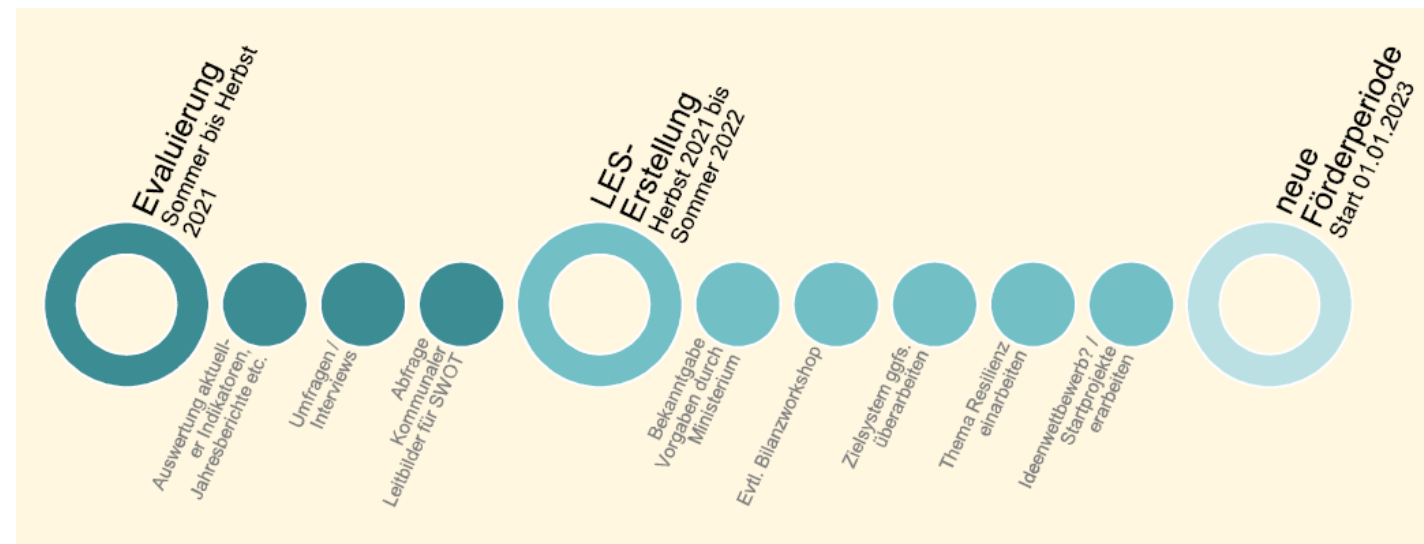 Evaluierung
Sommer bis Herbst
2021
Auswertung aktuell-
er Indikatoren,
Jahresberichte etc.
Umfragen /
Interviews
Abfrage
Kommunaler
Leitbilder für SWOT
LES-
Erstellung
Herbst 2021 bis
Sommer 2022
Bekanntgabe
Vorgaben durch
Ministerium
Evtl. Bilanzworkshop
Zielsystem ggfs.
überarbeiten
Thema Resilienz
einarbeiten
Ideenwettbewerb? /
Startprojekte
erarbeiten
neue
Förderperiode
Start 01.01.2023